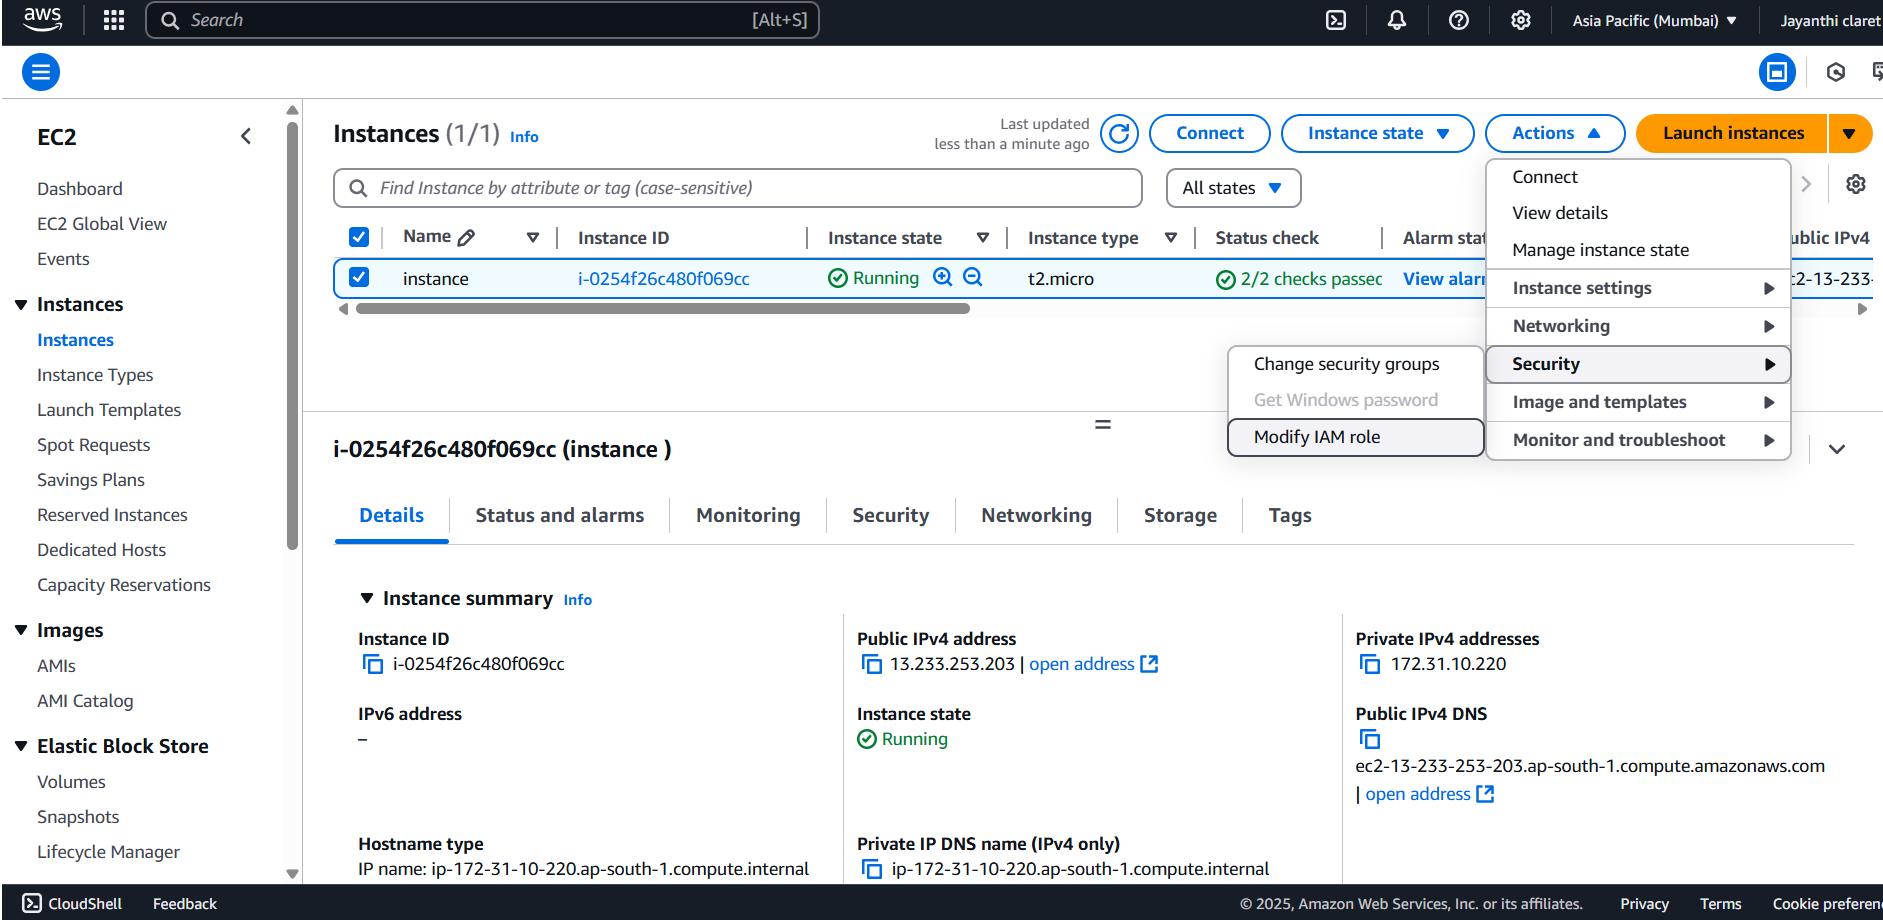 aws
Search [Alt+S]
Asia Pacific (Mumbai)
Jayanthi claret
EC2
Dashboard
EC2 Global View
Events
Instances
Instances
Instance Types
Launch Templates
Spot Requests
Savings Plans
Reserved Instances
Dedicated Hosts
Capacity Reservations
Images
AMIs
AMI Catalog
Elastic Block Store
Volumes
Snapshots
Lifecycle Manager
Instances (1/1) Info
Last updated
less than a minute ago
Connect
Instance state
Actions
Launch instances
Find Instance by attribute or tag (case-sensitive)
All states
Name Instance ID Instance state Instance type Status check Alarm stat ublic IPv4
instance i-0254f26c480f069cc Running t2.micro 2/2 checks passec View alarr c2-13-233-
Connect
View details
Manage instance state
Instance settings
Networking
Security
Image and templates
Monitor and troubleshoot
Change security groups
Get Windows password
Modify IAM role
i-0254f26c480f069cc (instance )
Details Status and alarms Monitoring Security Networking Storage Tags
Instance summary Info
Instance ID
i-0254f26c480f069cc
Public IPv4 address
13.233.253.203 | open address
Private IPv4 addresses
172.31.10.220
IPv6 address
–
Instance state
Running
Public IPv4 DNS
ec2-13-233-253-203.ap-south-1.compute.amazonaws.com
| open address
Hostname type
IP name: ip-172-31-10-220.ap-south-1.compute.internal
Private IP DNS name (IPv4 only)
ip-172-31-10-220.ap-south-1.compute.internal
CloudShell Feedback © 2025, Amazon Web Services, Inc. or its affiliates. Privacy Terms Cookie preferen